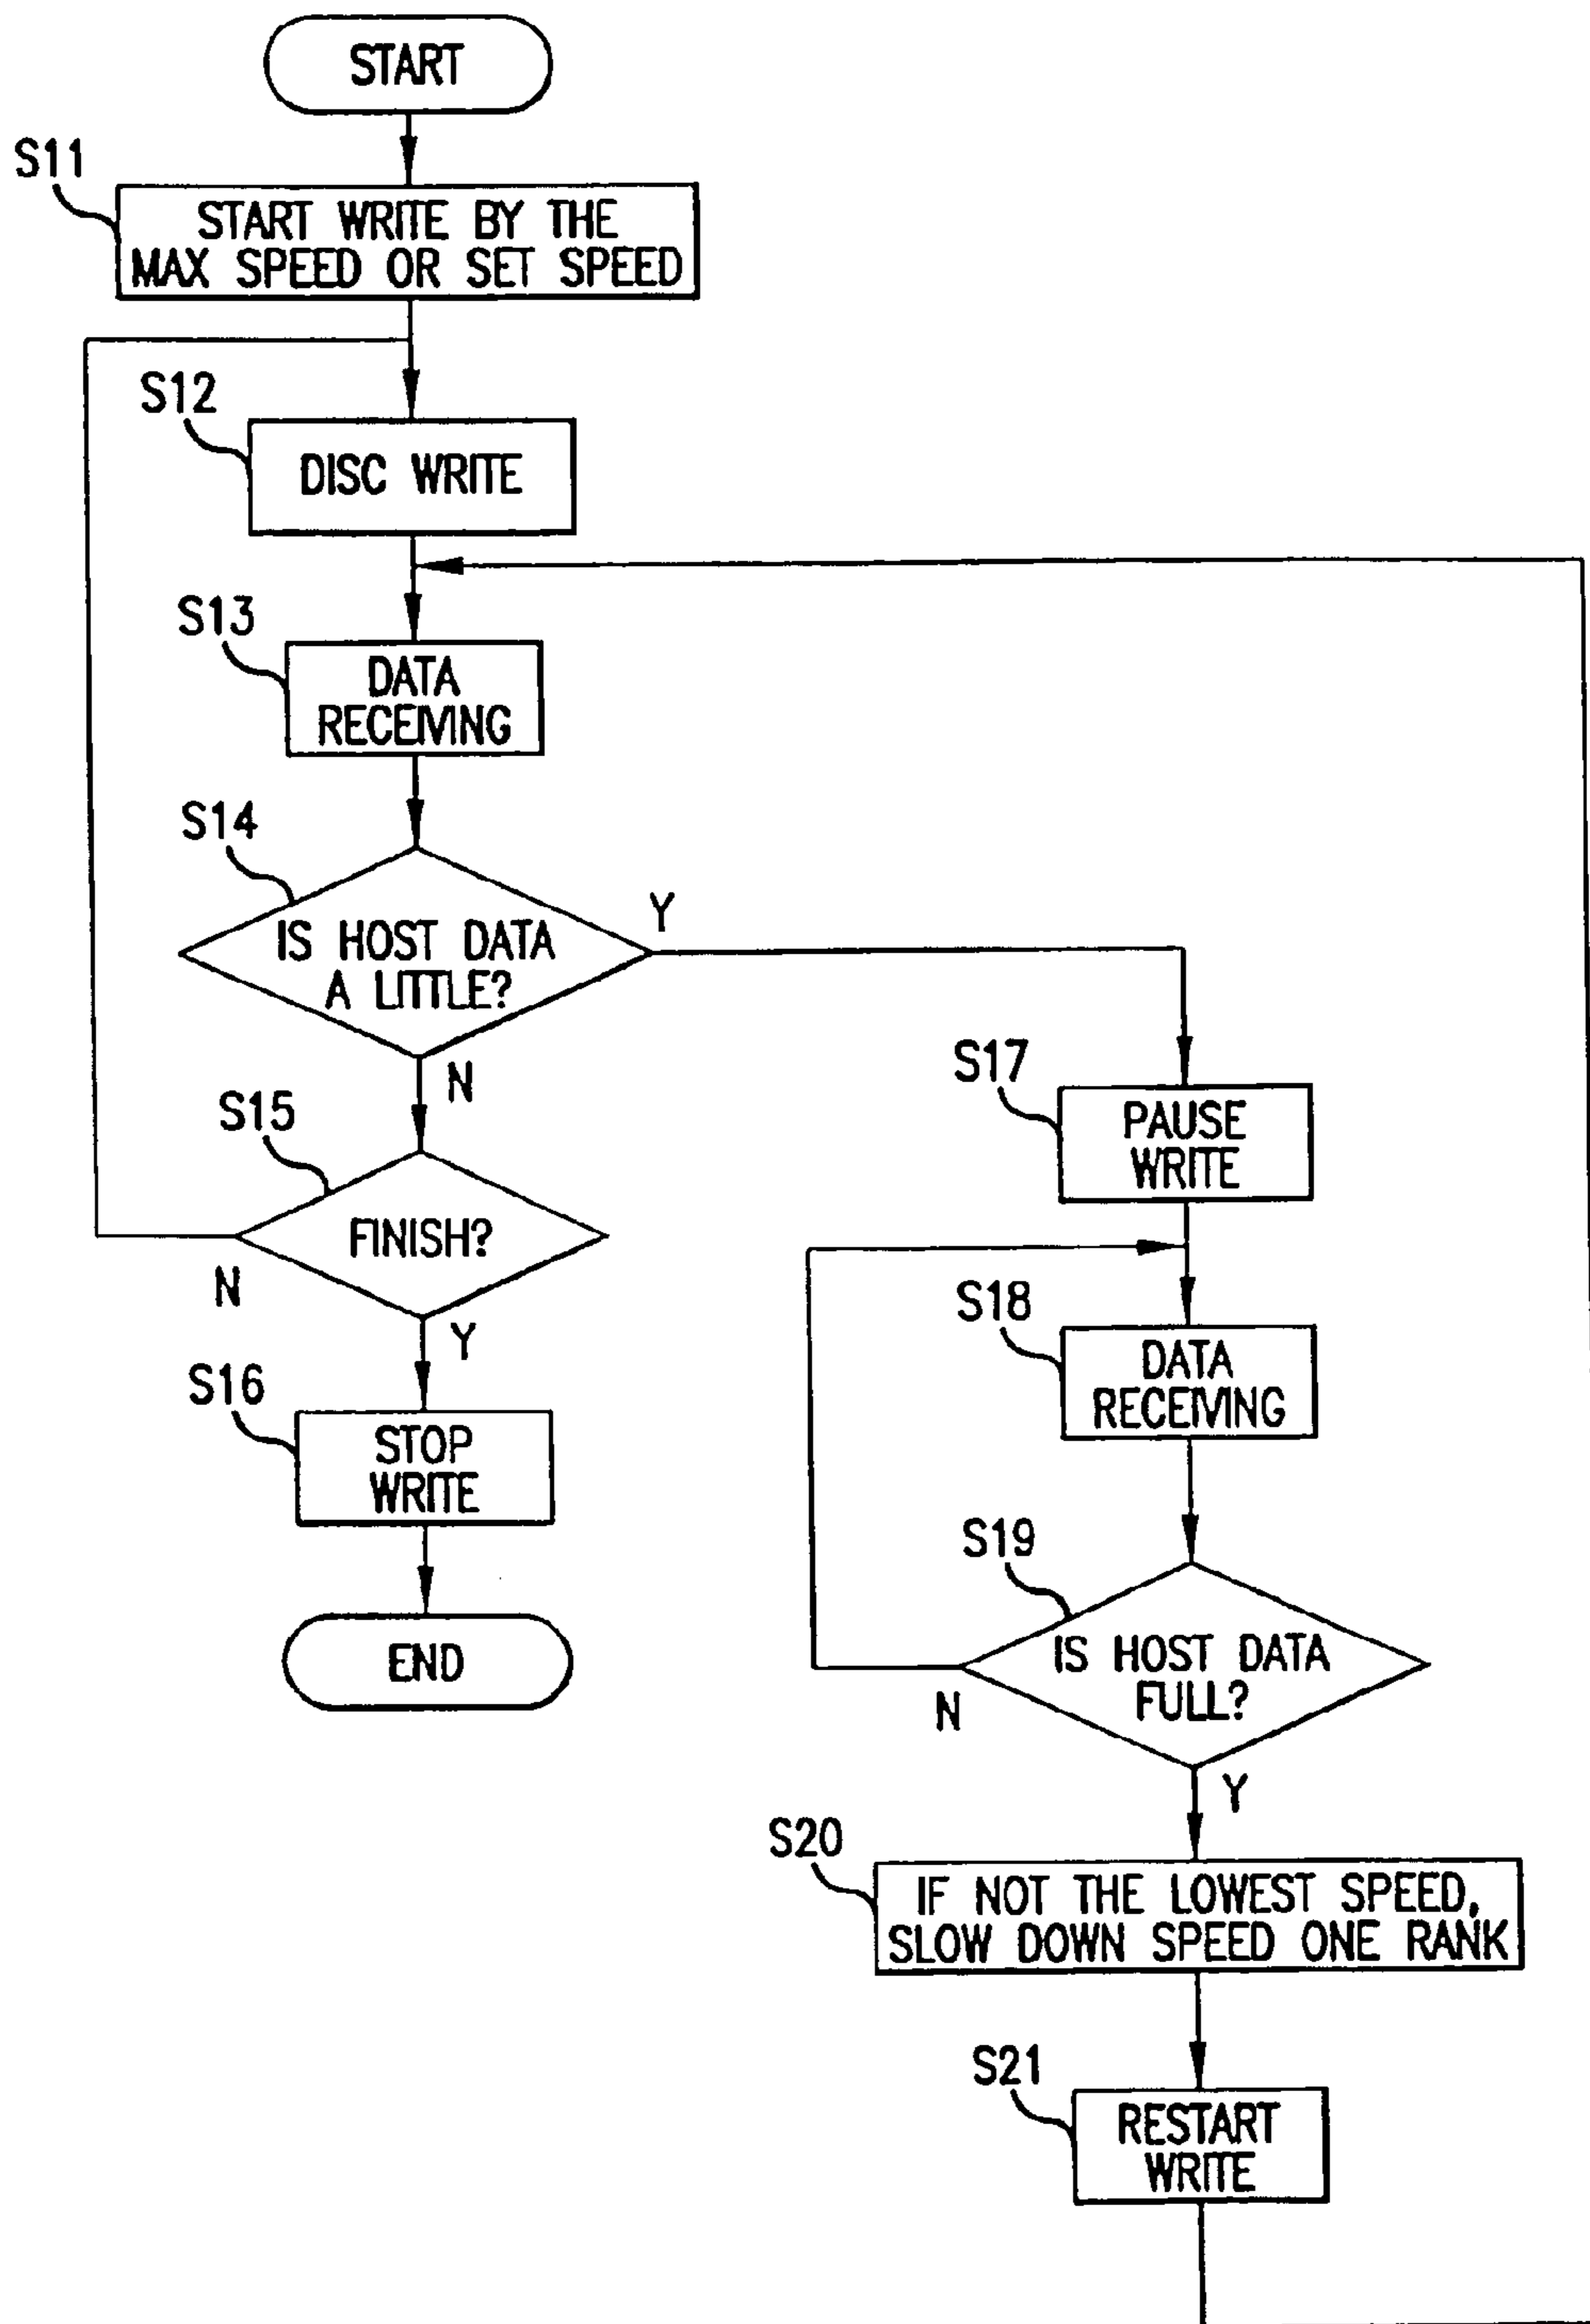 START
S11
START WRITE BY THE
MAX SPEED OR SET SPEED
S12
DISC WRITE
S13
DATA
RECEIVING
S14
IS HOST DATA
A LITTLE?
Y
N
S15
FINISH?
N
Y
S16
STOP
WRITE
END
S17
PAUSE
WRITE
S18
DATA
RECEIVING
S19
IS HOST DATA
FULL?
N
Y
S20
IF NOT THE LOWEST SPEED,
SLOW DOWN SPEED ONE RANK
S21
RESTART
WRITE